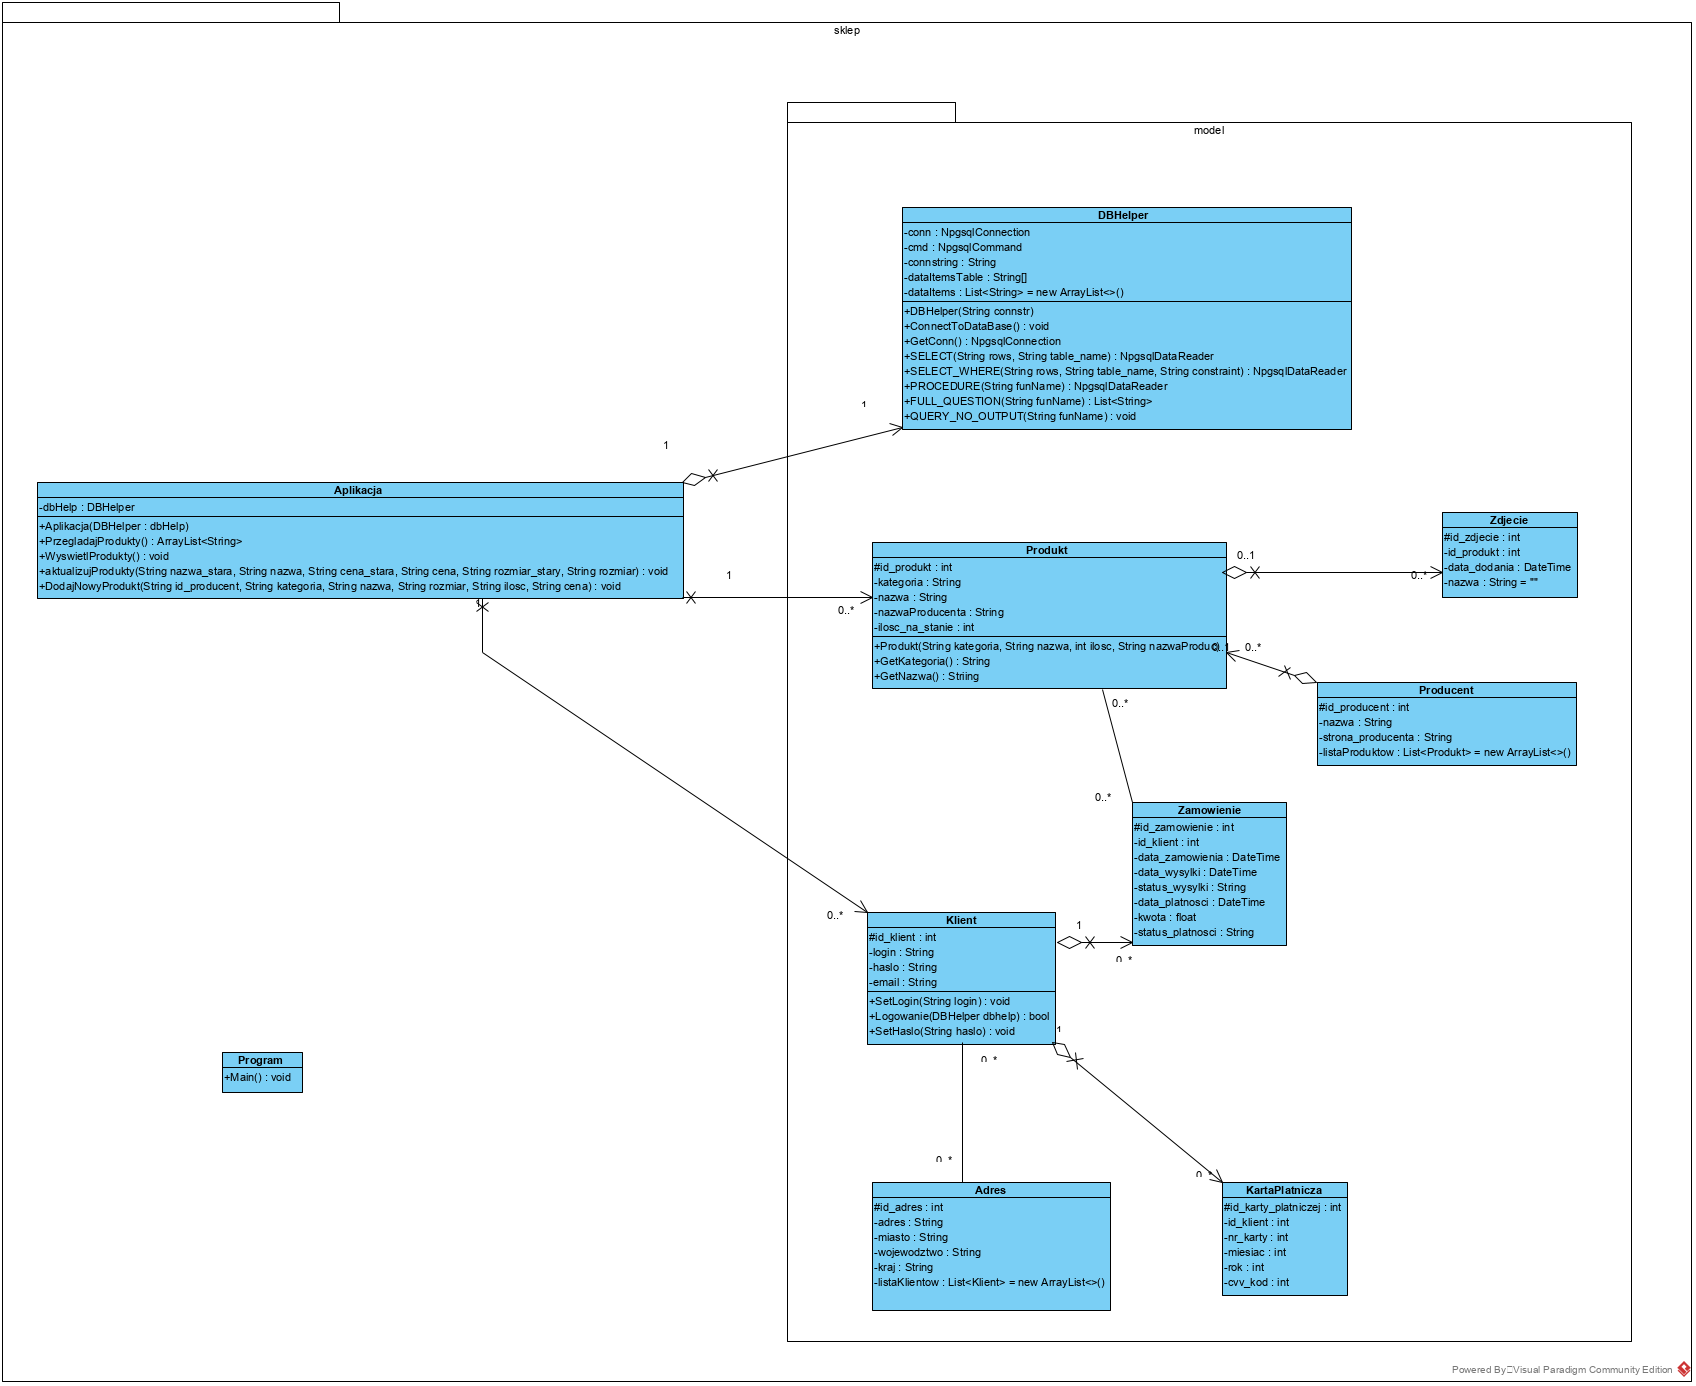 sklep
model
DBHelper
-conn : NpgsqlConnection
-cmd : NpgsqlCommand
-connstring : String
-dataItemsTable : String[]
-dataItems : List<String> = new ArrayList<>()
+DBHelper(String connstr)
+ConnectToDataBase() : void
+GetConn() : NpgsqlConnection
+SELECT(String rows, String table_name) : NpgsqlDataReader
+SELECT_WHERE(String rows, String table_name, String constraint) : NpgsqlDataReader
+PROCEDURE(String funName) : NpgsqlDataReader
+FULL_QUESTION(String funName) : List<String>
+QUERY_NO_OUTPUT(String funName) : void
1
1
Aplikacja
-dbHelp : DBHelper
+Aplikacja(DBHelper : dbHelp)
+PrzegladajProdukty() : ArrayList<String>
+WyswietlProdukty() : void
+aktualizujProdukty(String nazwa_stara, String nazwa, String cena_stara, String cena, String rozmiar_stary, String rozmiar) : void
+DodajNowyProdukt(String id_producent, String kategoria, String nazwa, String rozmiar, String ilosc, String cena) : void
1
0..*
1
0..*
Produkt
#id_produkt : int
-kategoria : String
-nazwa : String
-nazwaProducenta : String
-ilosc_na_stanie : int
+Produkt(String kategoria, String nazwa, int ilosc, String nazwaProduc)
+GetKategoria() : String
+GetNazwa() : Striing
0..1
0..*
Zdjecie
#id_zdjecie : int
-id_produkt : int
-data_dodania : DateTime
-nazwa : String = ""
0..1
0..*
Producent
#id_producent : int
-nazwa : String
-strona_producenta : String
-listaProduktow : List<Produkt> = new ArrayList<>()
0..*
0..*
Zamowienie
#id_zamowienie : int
-id_klient : int
-data_zamowienia : DateTime
-data_wysylki : DateTime
-status_wysylki : String
-data_platnosci : DateTime
-kwota : float
-status_platnosci : String
Klient
#id_klient : int
-login : String
-haslo : String
-email : String
+SetLogin(String login) : void
+Logowanie(DBHelper dbhelp) : bool
+SetHaslo(String haslo) : void
1
0..*
1
0..*
0..*
0..*
Program
+Main() : void
Adres
#id_adres : int
-adres : String
-miasto : String
-wojewodztwo : String
-kraj : String
-listaKlientow : List<Klient> = new ArrayList<>()
KartaPlatnicza
#id_karty_platniczej : int
-id_klient : int
-nr_karty : int
-miesiac : int
-rok : int
-cvv_kod : int
Powered By Visual Paradigm Community Edition